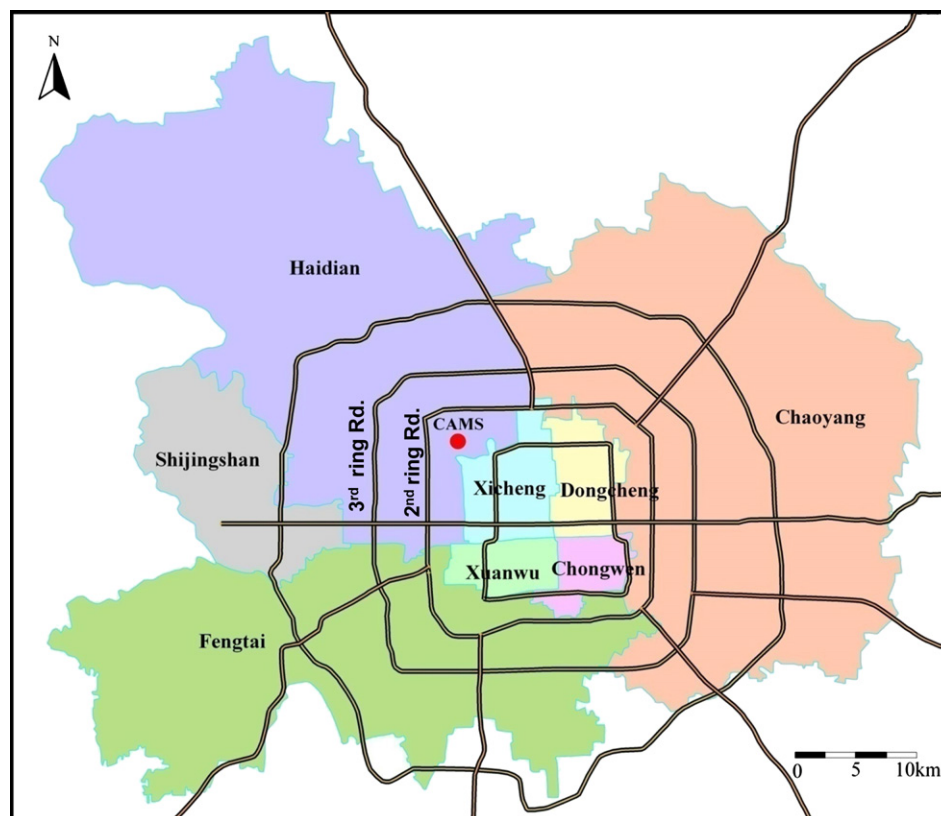 N
Haidian
Chaoyang
CAMS
Shijingshan
3rd ring Rd.
2nd ring Rd.
Xicheng
Dongcheng
Xuanwu
Chongwen
Fengtai
0 5 10km